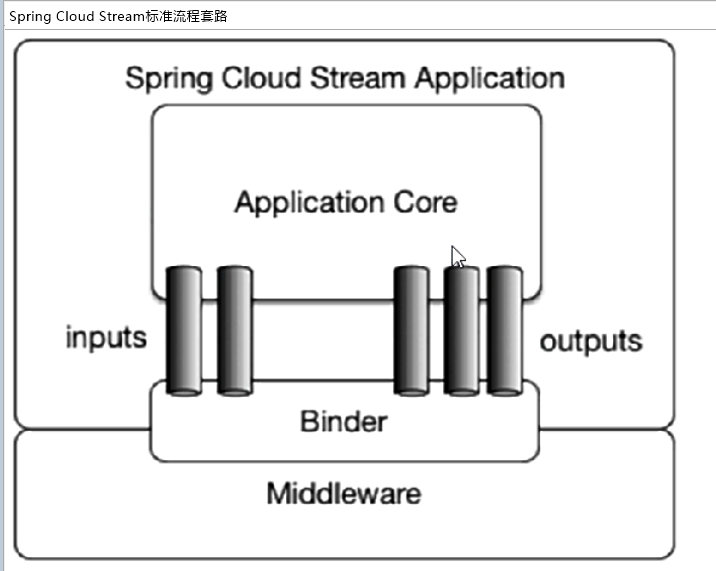 Spring Cloud Stream标准流程套路
Spring Cloud Stream Application
Application Core
inputs
outputs
Binder
Middleware